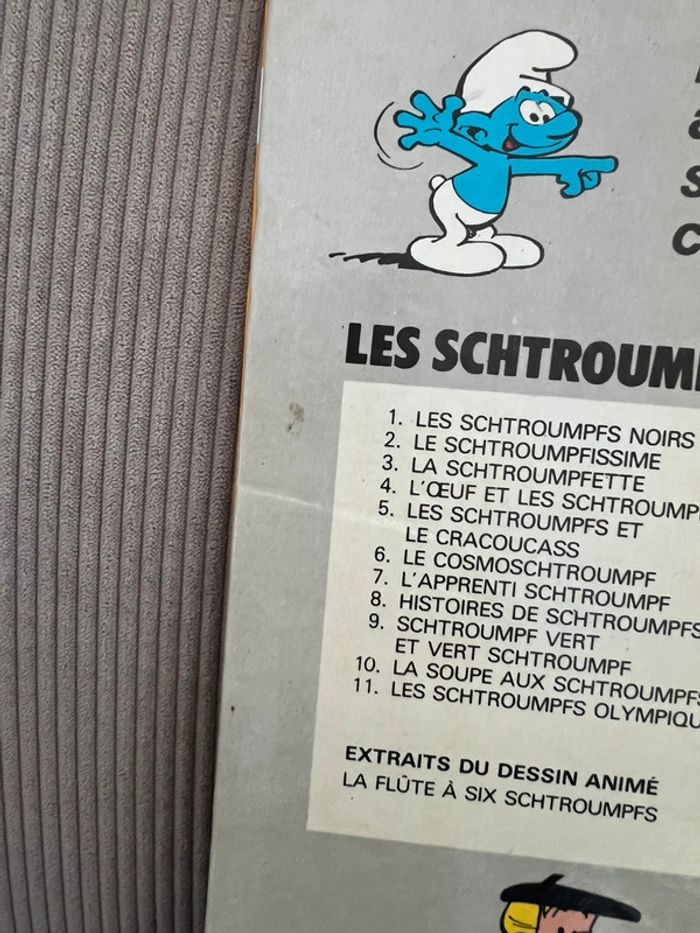 LES SCHTROUM
1. LES SCHTROUMPFS NOIRS
2. LE SCHTROUMPFISSIME
3. LA SCHTROUMPFETTE
4. L'ŒUF ET LES SCHTROUMP
5. LES SCHTROUMPFS ET
LE CRACOUCASS
6. LE COSMOSCHTROUMPF
7. L'APPRENTI SCHTROUMPF
8. HISTOIRES DE SCHTROUMPFS
9. SCHTROUMPF VERT
ET VERT SCHTROUMPF
10. LA SOUPE AUX SCHTROUMPFS
11. LES SCHTROUMPFS OLYMPIQU
EXTRAITS DU DESSIN ANIMÉ
LA FLÛTE À SIX SCHTROUMPFS